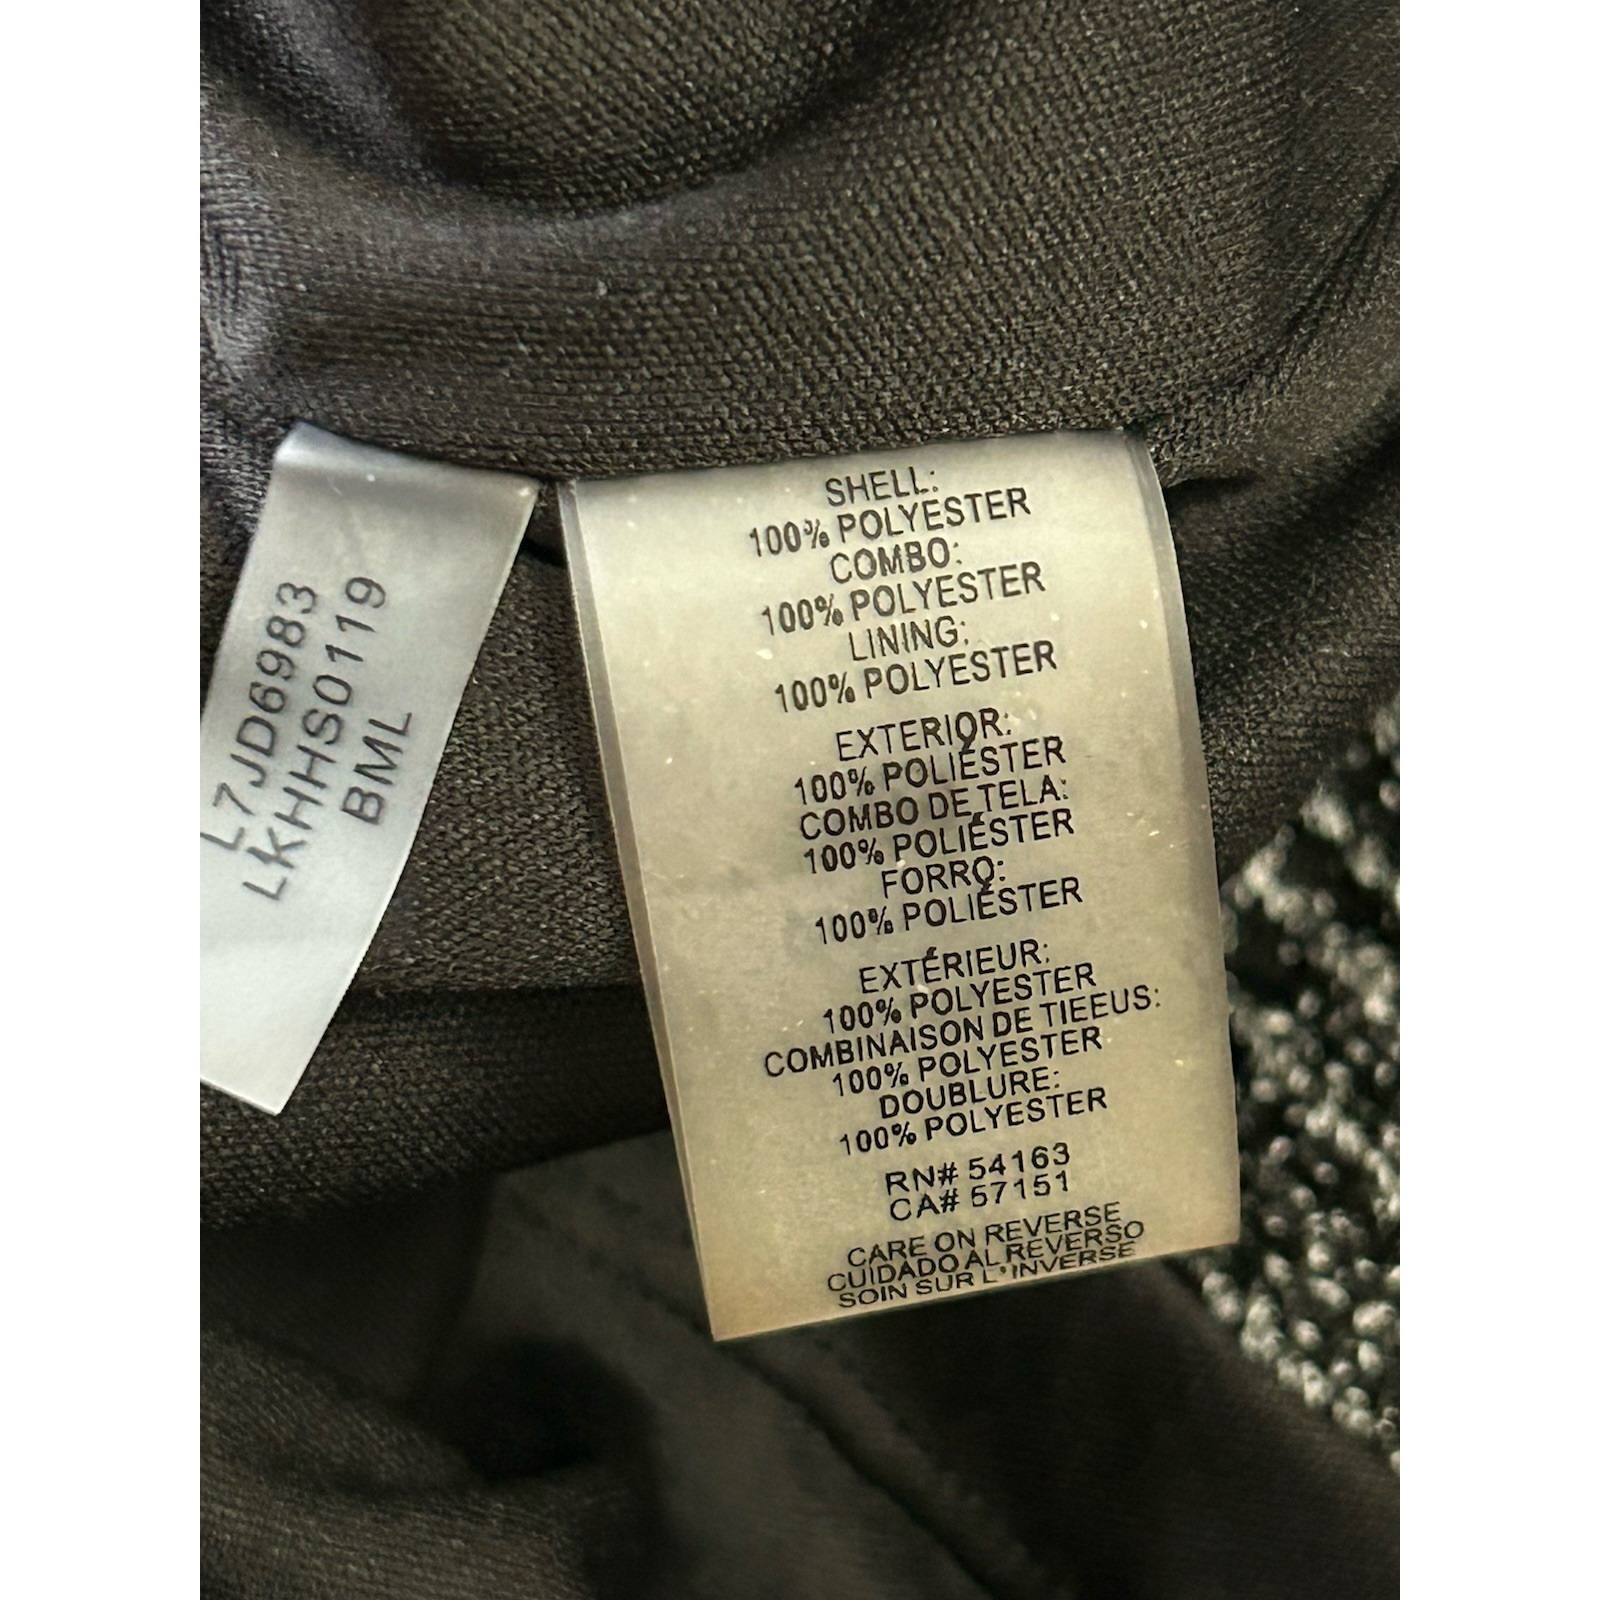 L7JD6983
LKHHS0119
BML
SHELL:
100% POLYESTER
COMBO:
100% POLYESTER
LINING:
100% POLYESTER
EXTERIOR:
100% POLIÉSTER
COMBO DE TELA:
100% POLIÉSTER
FORRO:
100% POLIÉSTER
EXTÉRIEUR:
100% POLYESTER
COMBINAISON DE TIEEUS:
100% POLYESTER
DOUBLURE:
100% POLYESTER
RN# 54163
CA# 57151
CARE ON REVERSE
CUIDADO AL REVERSO
SOIN SUR L'INVERSE